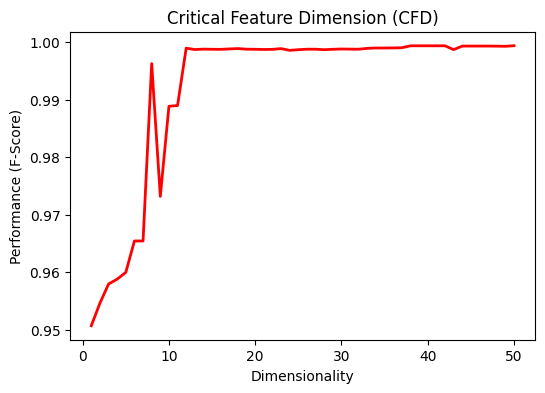 Critical Feature Dimension (CFD)
Performance (F-Score)
1.00
0.99
0.98
0.97
0.96
0.95
0 10 20 30 40 50
Dimensionality